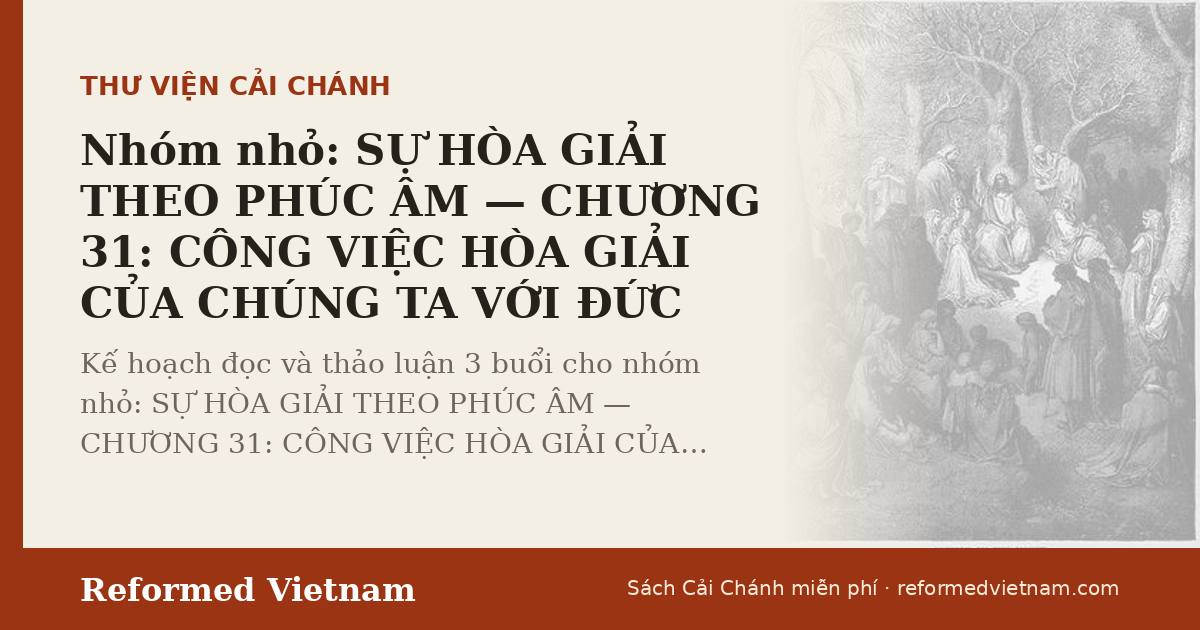 THƯ VIỆN CẢI CHÁNH
Nhóm nhỏ: SỰ HÒA GIẢI
THEO PHÚC ÂM — CHƯƠNG
31: CÔNG VIỆC HÒA GIẢI
CỦA CHÚNG TA VỚI ĐỨC
Kế hoạch đọc và thảo luận 3 buổi cho nhóm
nhỏ: SỰ HÒA GIẢI THEO PHÚC ÂM —
CHƯƠNG 31: CÔNG VIỆC HÒA GIẢI CỦA...
Reformed Vietnam
Sách Cải Chánh miễn phí · reformedvietnam.com